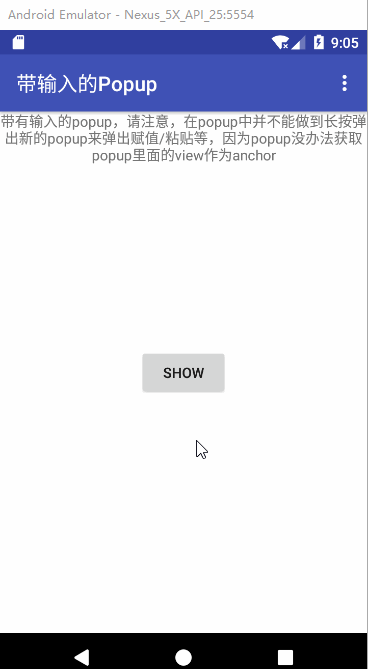 Android Emulator - Nexus_5X_API_25:5554
9:05
带输入的Popup
带有输入的popup，请注意，在popup中并不能做到长按弹
出新的popup来弹出赋值/粘贴等，因为popup没办法获取
popup里面的view作为anchor
SHOW